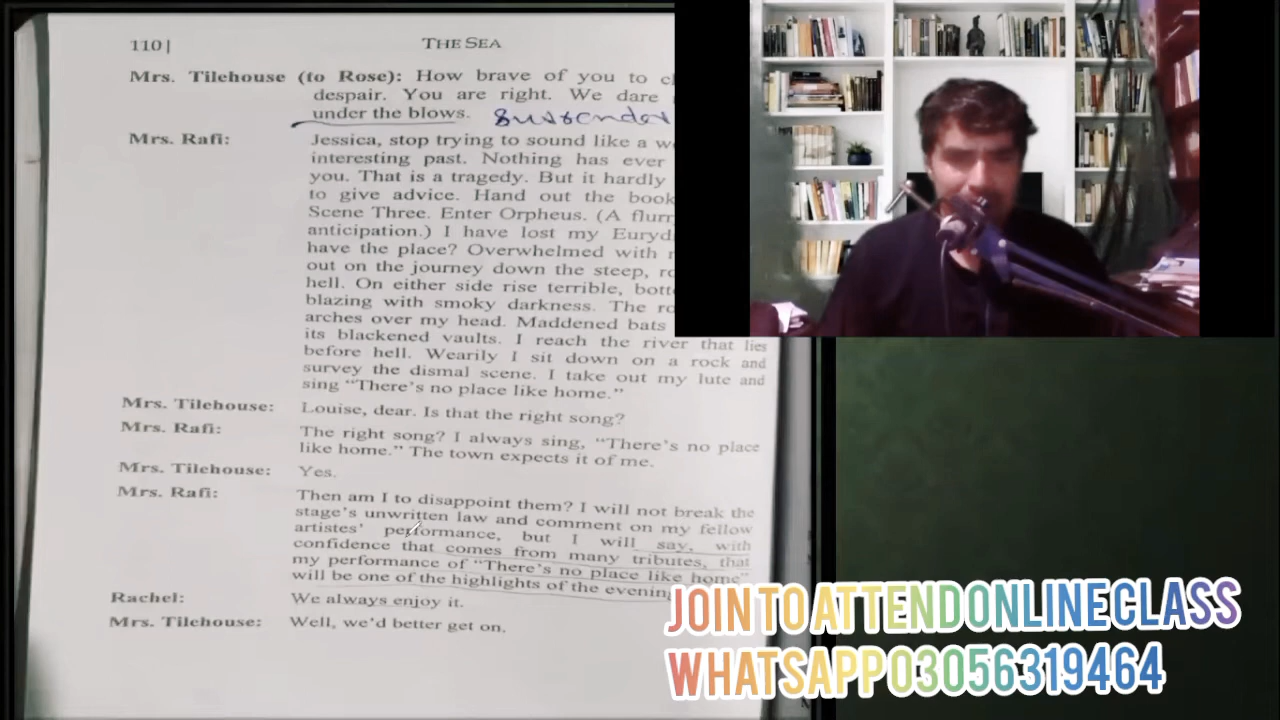 110| THE SEA
Mrs. Tilehouse (to Rose): How brave of you to
despair. You are right. We dare
under the blows.
Mrs. Rafi: Jessica, stop trying to sound like a
interesting past. Nothing has ever
you. That is a tragedy. But it hardly
to give advice. Hand out the
Scene Three. Enter Orpheus. (A
anticipation.) I have lost my
have the place? Overwhelmed with
out on the journey down the steep,
hell. On either side rise terrible,
blazing with smoky darkness. The
arches over my head. Maddened bats
its blackened vaults. I reach the river that lies
before hell. Wearily I sit down on a rock and
survey the dismal scene. I take out my lute and
sing “There’s no place like home.”
Mrs. Tilehouse: Louise, dear. Is that the right song?
Mrs. Rafi: The right song? I always sing, “There’s no place
like home.” The town expects it of me.
Mrs. Tilehouse: Yes.
Mrs. Rafi: Then am I to disappoint them? I will not break the
stage’s unwritten law and comment on my fellow
artistes’ performance, but I will say, with
confidence that comes from many tributes, that
my performance of “There’s no place like home”
will be one of the highlights of the evening
Rachel: We always enjoy it.
Mrs. Tilehouse: Well, we’d better get on.
JOIN TO ATTEND ONLINE CLASS
WHATSAPP 03056319464